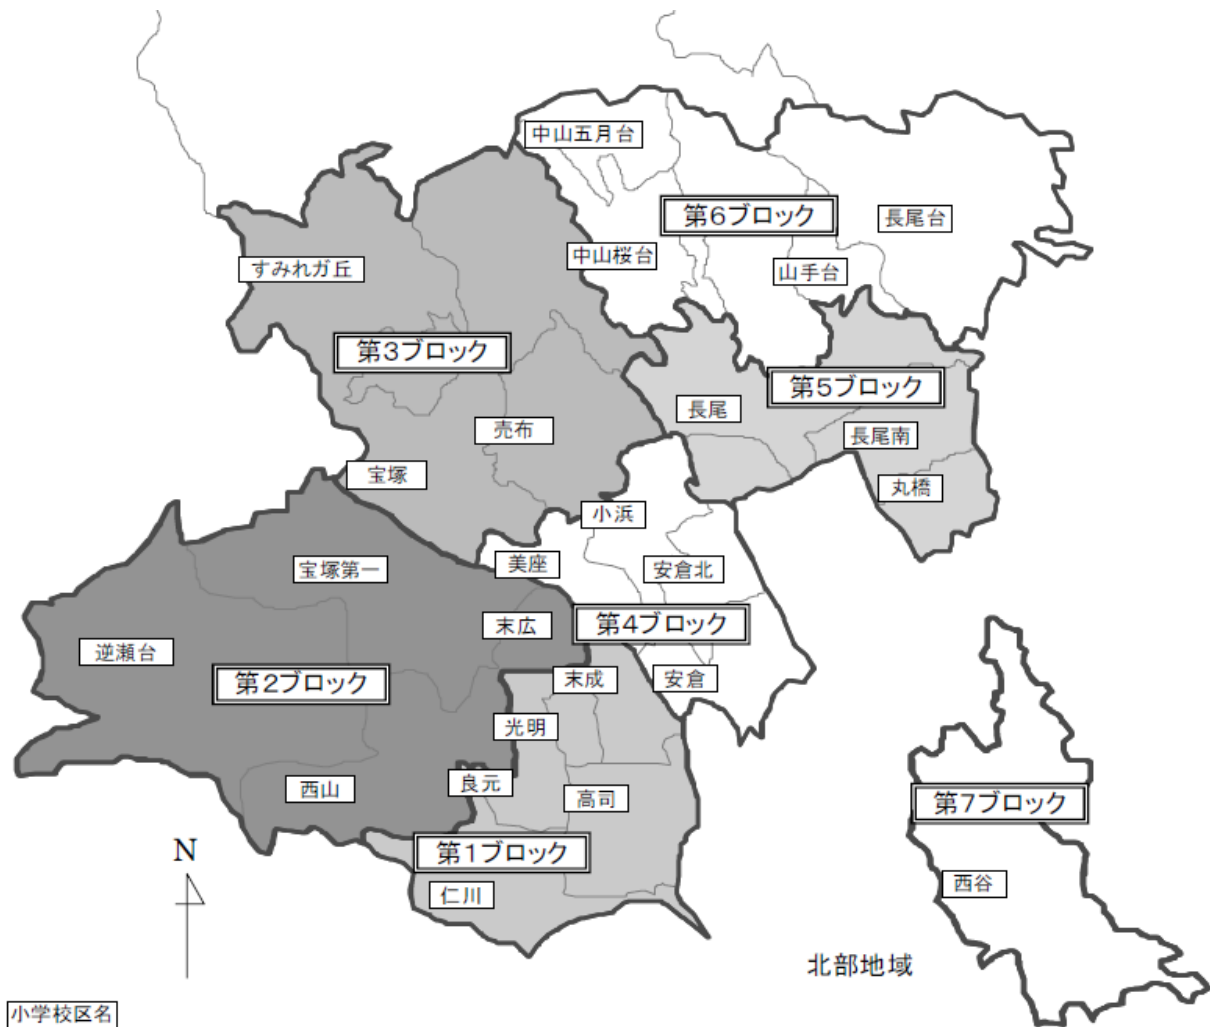 中山五月台
第6ブロック
長尾台
中山桜台
山手台
すみれガ丘
第3ブロック
第5ブロック
長尾
売布
長尾南
宝塚
丸橋
小浜
美座
宝塚第一
安倉北
末広
第4ブロック
逆瀬台
第2ブロック
末成
安倉
光明
西山
良元
高司
第7ブロック
N
第1ブロック
仁川
西谷
北部地域
小学校区名